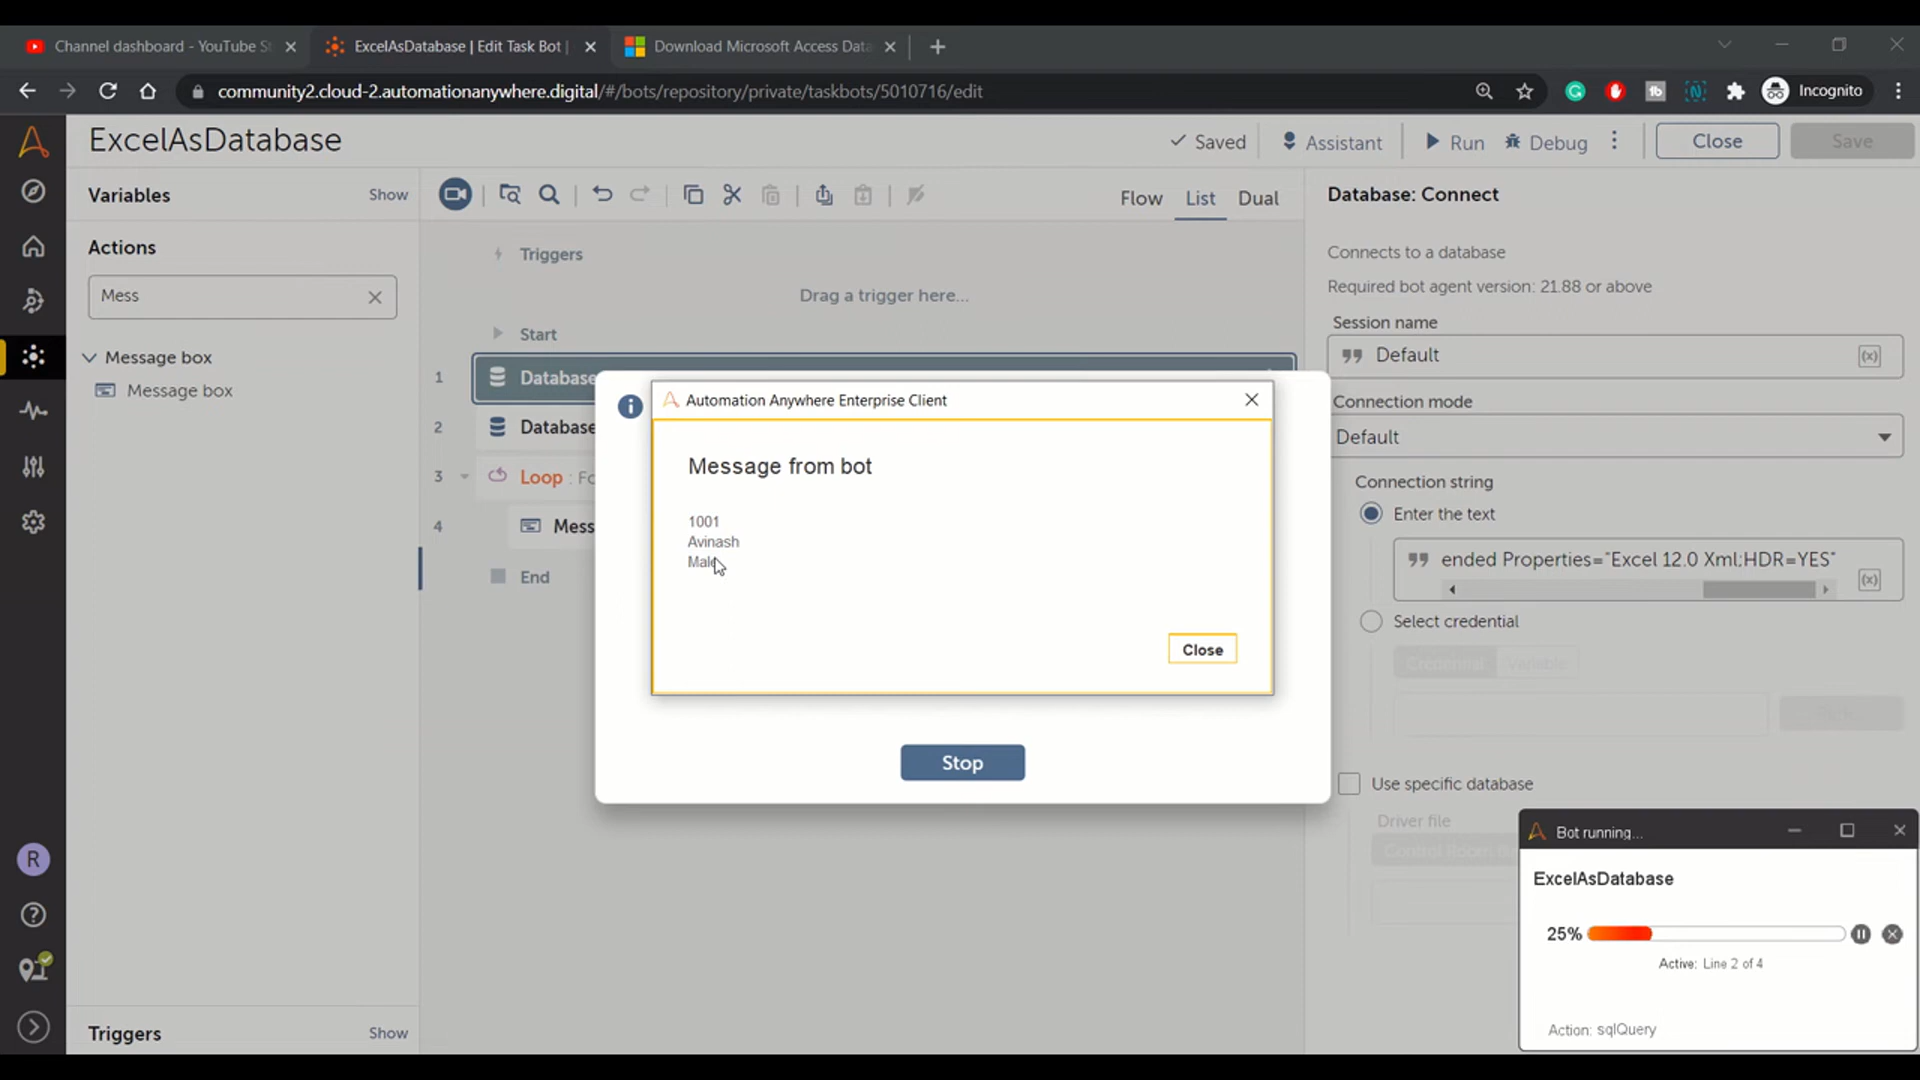 Channel dashboard - YouTube St
ExcelAsDatabase | Edit Task Bot |
Download Microsoft Access Data
community2.cloud-2.automationanywhere.digital/#/bots/repository/private/taskbots/5010716/edit
Incognito
ExcelAsDatabase
Saved
Assistant
Run
Debug
Close
Save
Variables
Show
Flow
List
Dual
Database: Connect
Actions
Mess
Triggers
Drag a trigger here...
Connects to a database
Required bot agent version: 21.88 or above
Session name
Default
Start
Message box
Message box
1
Database
2
Database
3
Loop : Fo
4
Mess
End
Automation Anywhere Enterprise Client
Message from bot
1001
Avinash
Male
Close
Stop
Connection mode
Default
Connection string
Enter the text
ended Properties="Excel 12.0 Xml;HDR=YES"
(x)
Select credential
Credential
Variable
Use specific database
Driver file
Bot running...
ExcelAsDatabase
25%
Active: Line 2 of 4
Action: sqlQuery
R
Triggers
Show